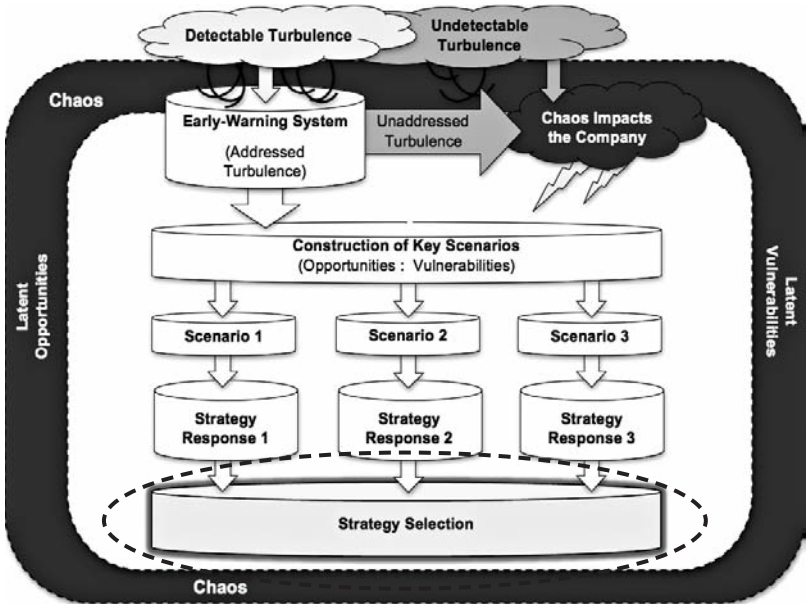 Detectable Turbulence
Undetectable
Turbulence
Chaos
Early-Warning System
(Addressed
Turbulence)
Unaddressed
Turbulence
Chaos Impacts
the Company
Construction of Key Scenarios
(Opportunities : Vulnerabilities)
Latent
Opportunities
Latent
Vulnerabilities
Scenario 1
Scenario 2
Scenario 3
Strategy
Response 1
Strategy
Response 2
Strategy
Response 3
Strategy Selection
Chaos